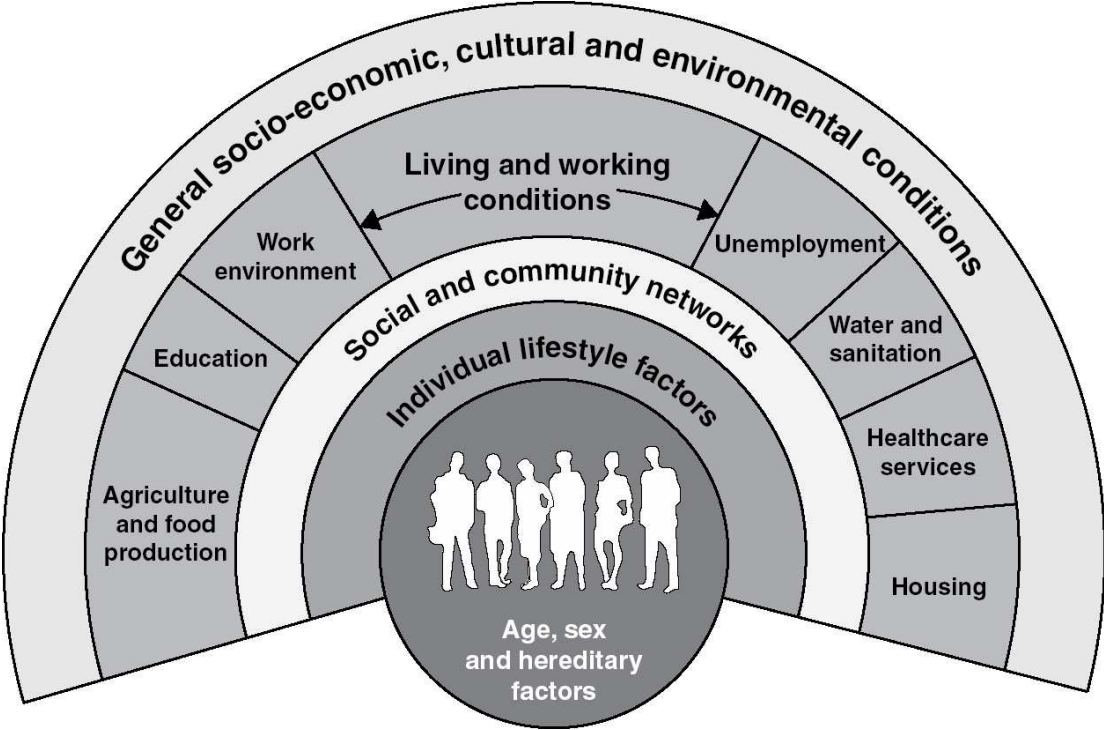 General socio-economic, cultural and environmental conditions
Living and working
conditions
Work
environment
Unemployment
Education
Water and
sanitation
Agriculture
and food
production
Healthcare
services
Housing
Social and community networks
Individual lifestyle factors
Age, sex
and hereditary
factors